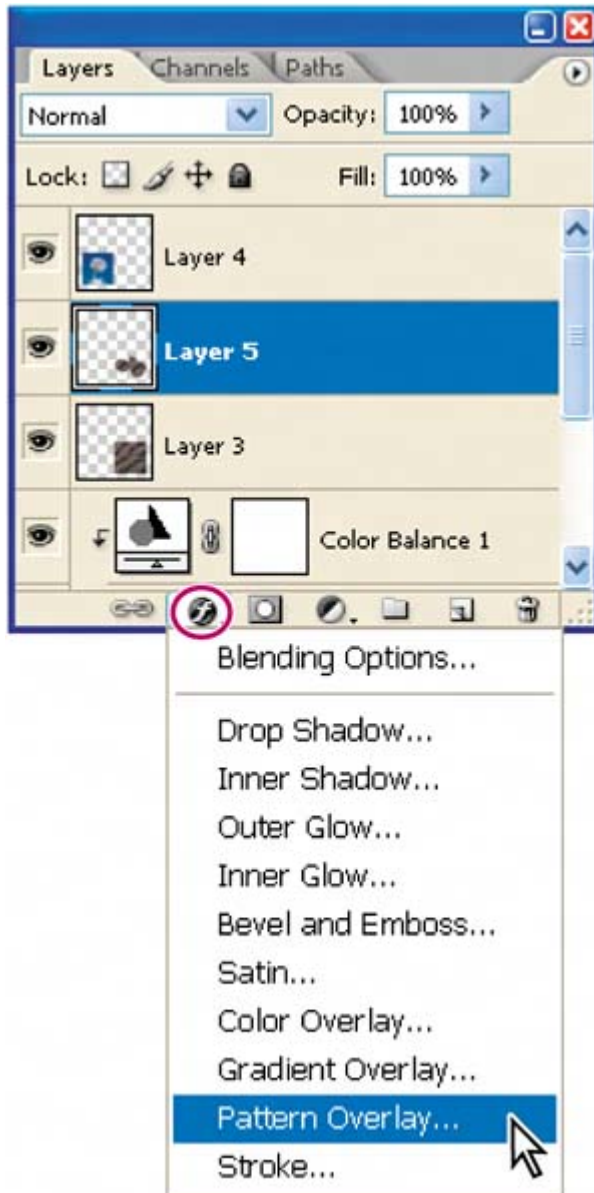 Layers Channels Paths
Normal Opacity: 100%
Lock: Fill: 100%
Layer 4
Layer 5
Layer 3
Color Balance 1
Blending Options...
Drop Shadow...
Inner Shadow...
Outer Glow...
Inner Glow...
Bevel and Emboss...
Satin...
Color Overlay...
Gradient Overlay...
Pattern Overlay...
Stroke...